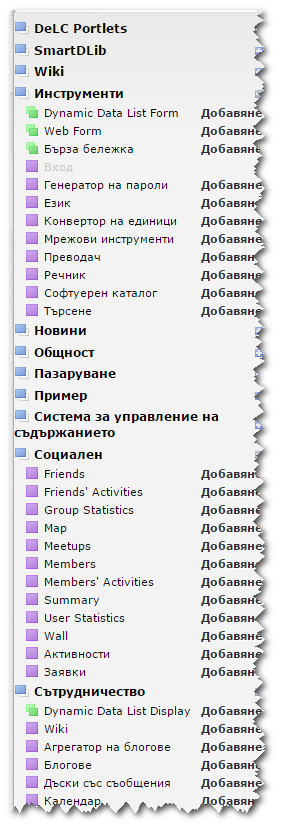 DeLC Portlets
SmartDLib
Wiki
Инструменти
Dynamic Data List Form Добавяне
Web Form Добавяне
Бърза бележка Добавяне
Вход
Генератор на пароли Добавяне
Език Добавяне
Конвертор на единици Добавяне
Мрежови инструменти Добавяне
Преводач Добавяне
Речник Добавяне
Софтуерен каталог Добавяне
Търсене Добавяне
Новини
Общност
Пазаруване
Пример
Система за управление на
съдържанието
Социален
Friends Добавяне
Friends' Activities Добавяне
Group Statistics Добавяне
Map Добавяне
Meetups Добавяне
Members Добавяне
Members' Activities Добавяне
Summary Добавяне
User Statistics Добавяне
Wall Добавяне
Активности Добавяне
Заявки Добавяне
Сътрудничество
Dynamic Data List Display Добавяне
Wiki Добавяне
Агрегатор на блогове Добавяне
Блогове Добавяне
Дъски със съобщения Добавяне
Календар Добавяне